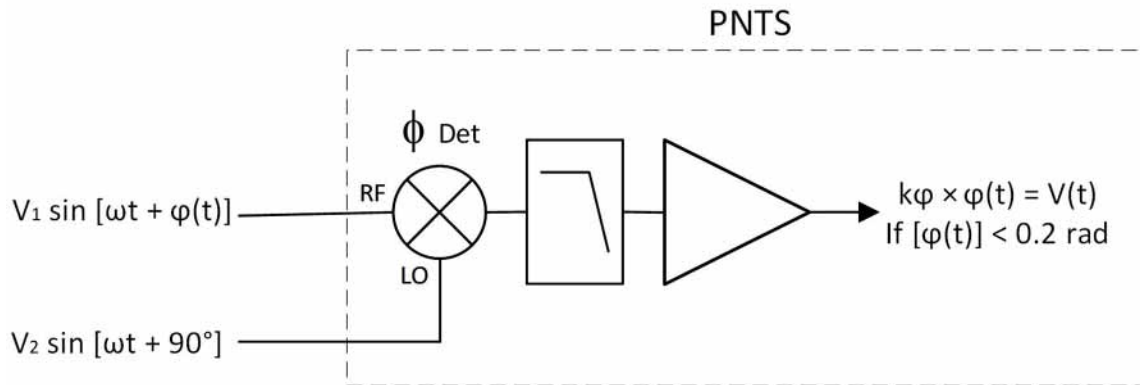 PNTS
ϕ Det
RF
V₁ sin [ωt + φ(t)]
kφ × φ(t) = V(t)
If [φ(t)] < 0.2 rad
LO
V₂ sin [ωt + 90°]